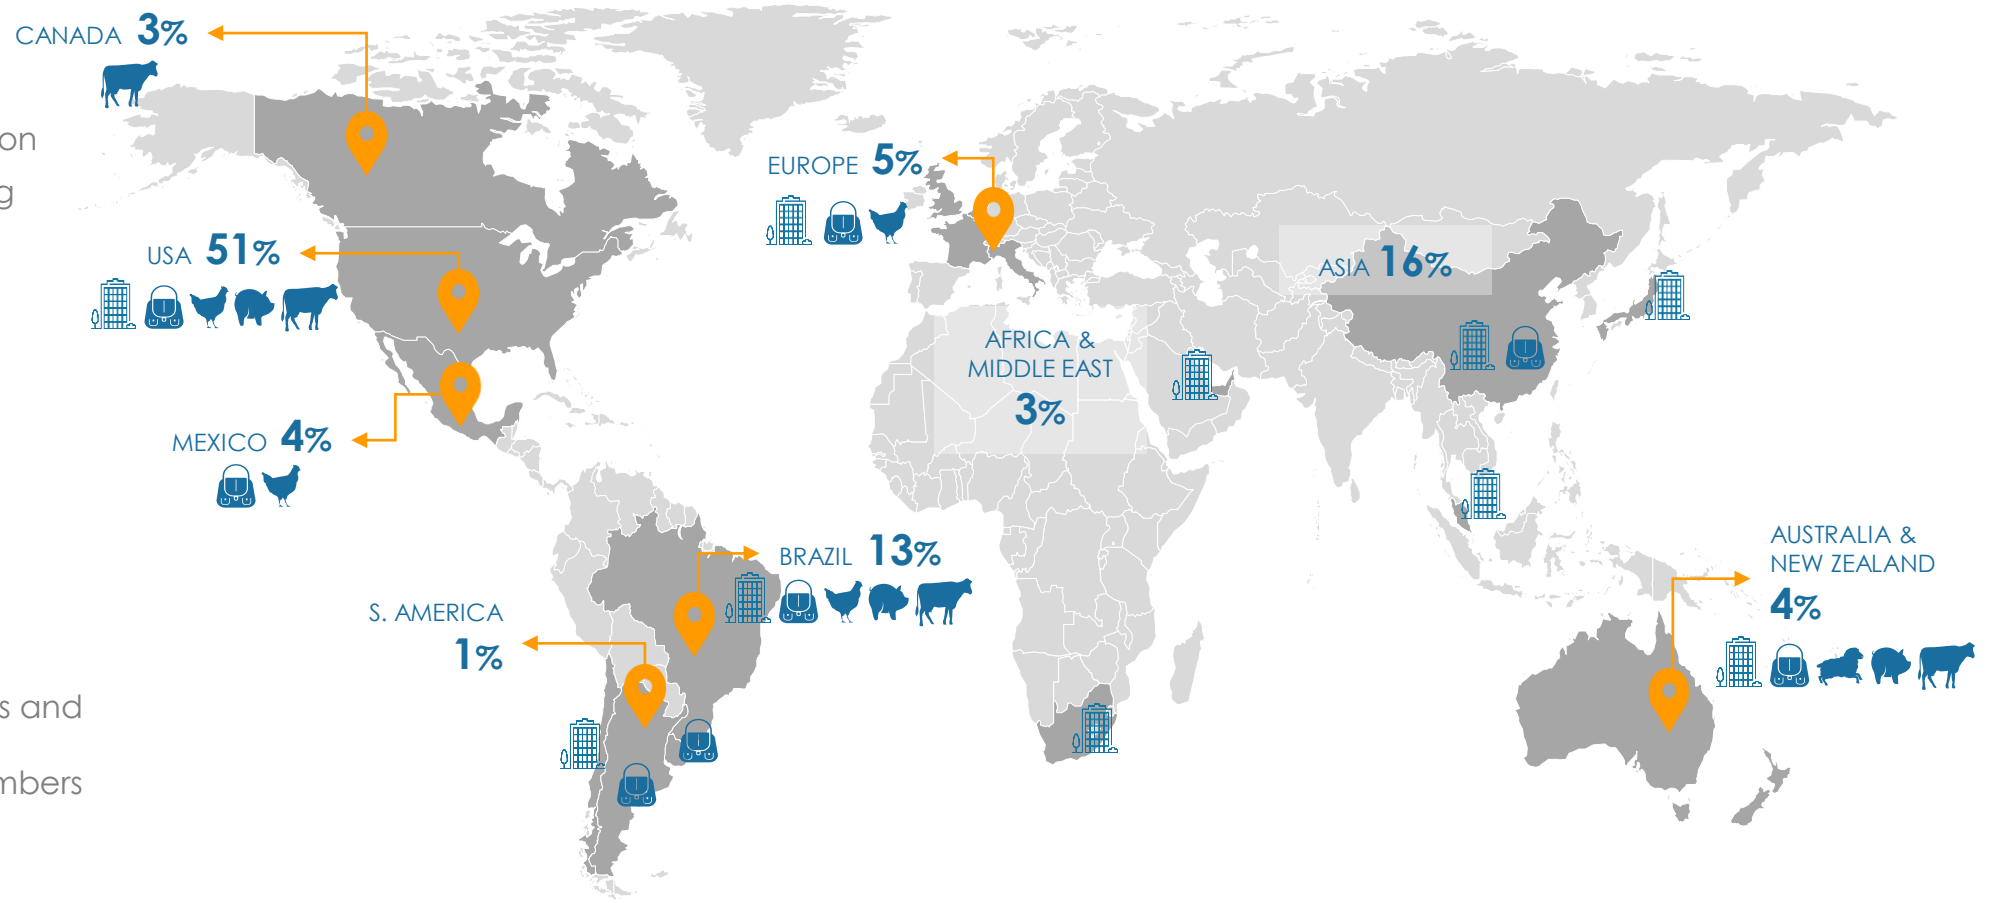 CANADA 3%
on
g
EUROPE 5%
USA 51%
ASIA 16%
AFRICA &
MIDDLE EAST
3%
MEXICO 4%
BRAZIL 13%
AUSTRALIA &
NEW ZEALAND
4%
S. AMERICA
1%
s and
mbers